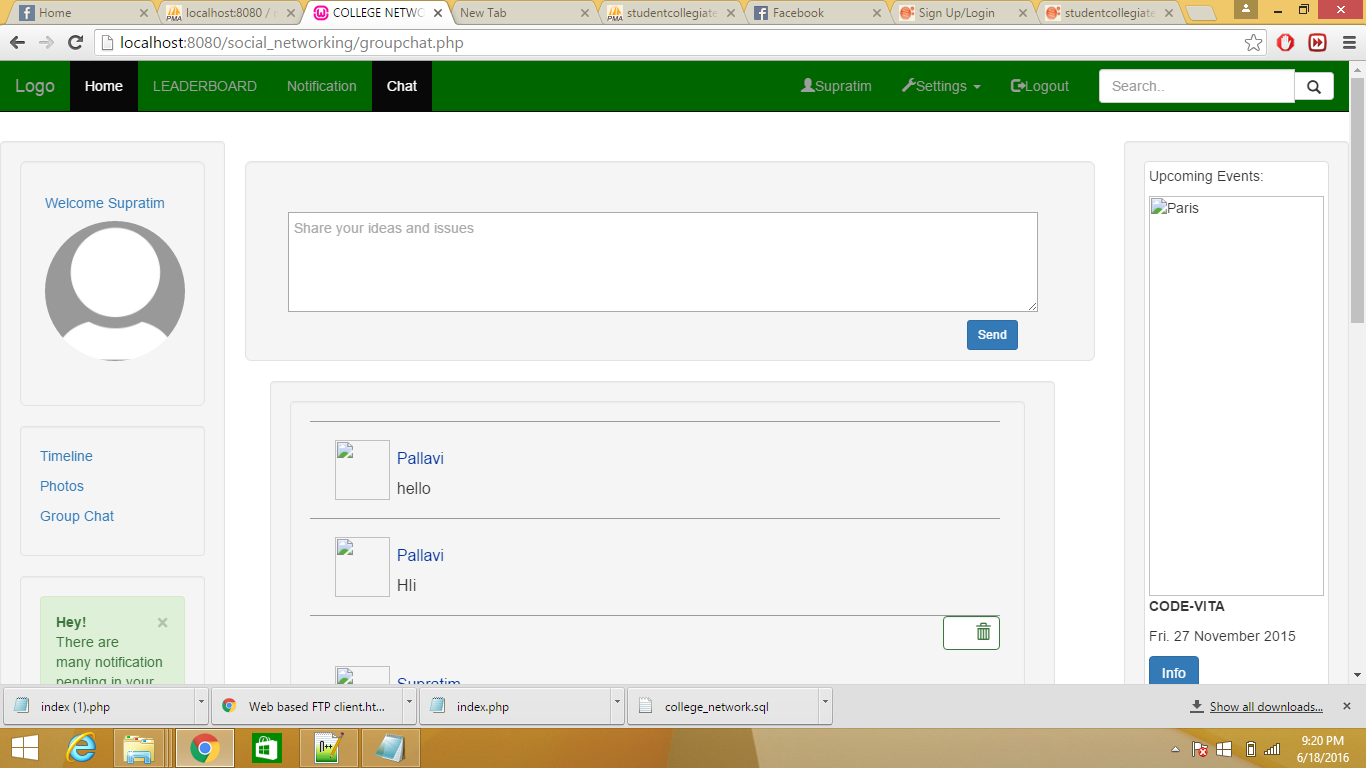 Home
localhost:8080 /
COLLEGE NETWO
New Tab
studentcollegiate
Facebook
Sign Up/Login
studentcollegiate
localhost:8080/social_networking/groupchat.php
Logo
Home
LEADERBOARD
Notification
Chat
Supratim
Settings
Logout
Search..
Welcome Supratim
Timeline
Photos
Group Chat
Hey!
×
There are
many notification
pending in your
Share your ideas and issues
Send
Pallavi
hello
Pallavi
HIi
Supratim
Upcoming Events:
Paris
CODE-VITA
Fri. 27 November 2015
Info
index (1).php
Web based FTP client.ht...
index.php
college_network.sql
Show all downloads...
9:20 PM
6/18/2016